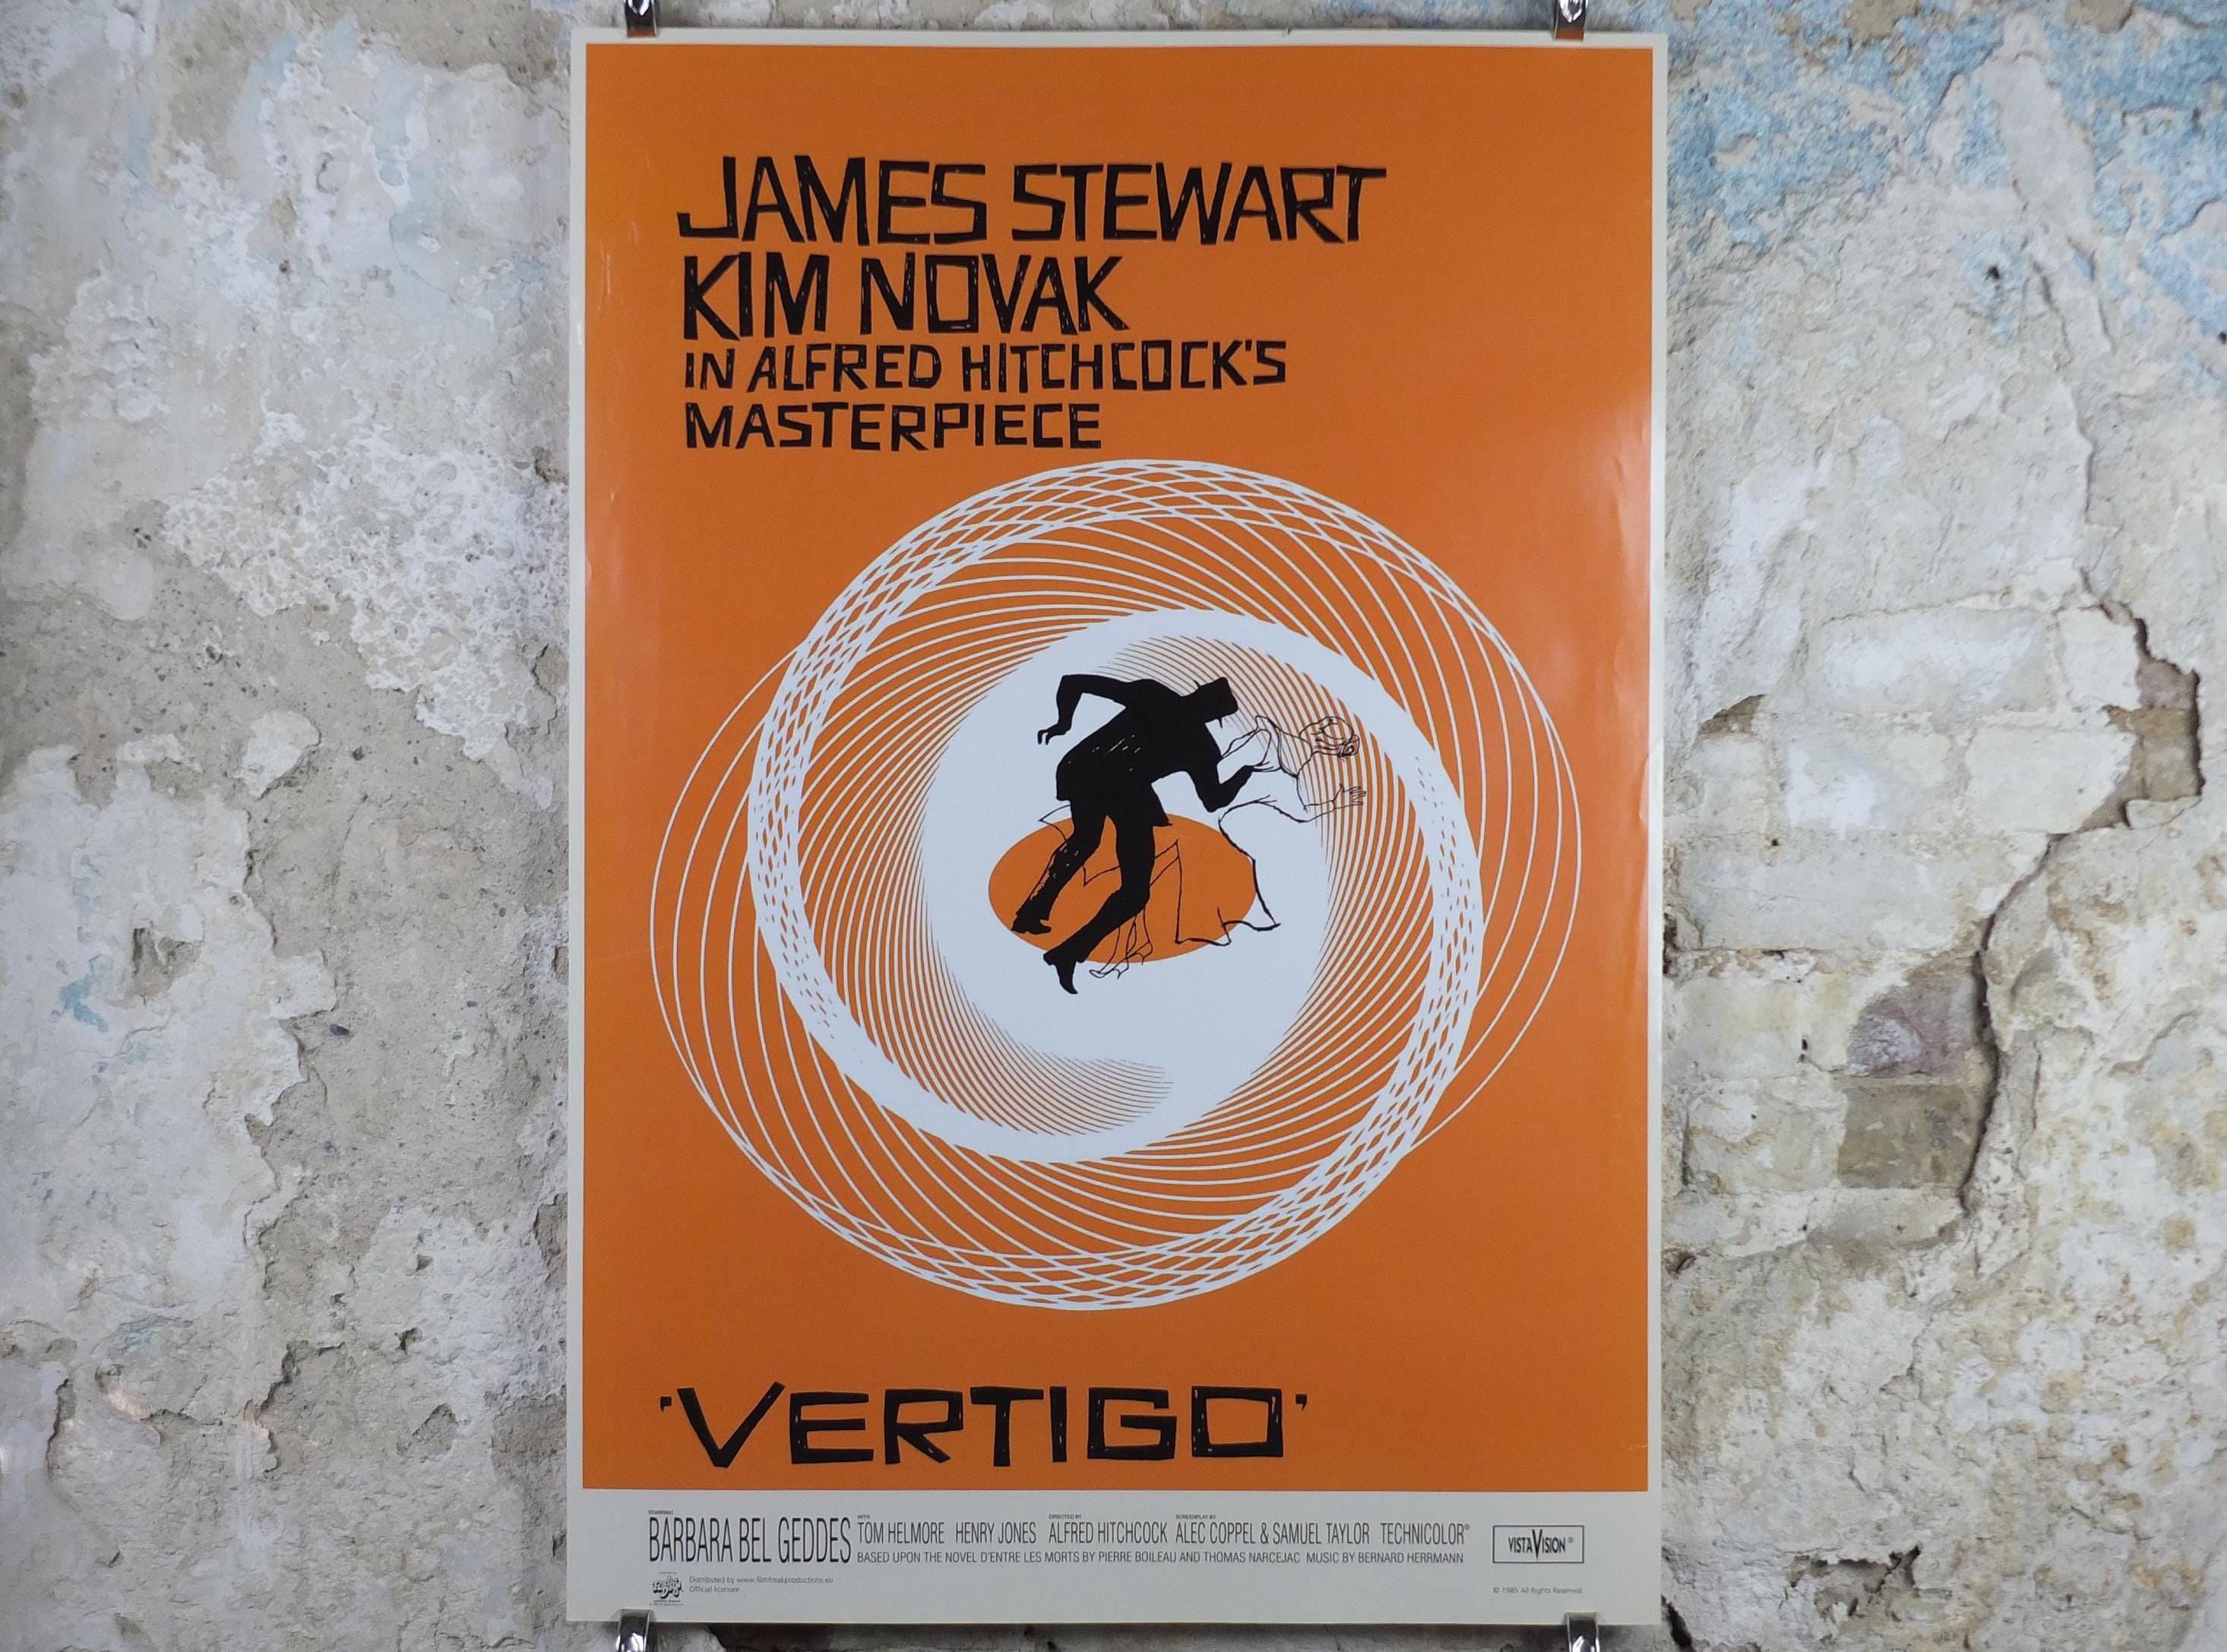 JAMES STEWART
KIM NOVAK
IN ALFRED HITCHCOCK'S
MASTERPIECE
'VERTIGO'
STARRING BARBARA BEL GEDDES WITH TOM HELMORE HENRY JONES DIRECTED BY ALFRED HITCHCOCK SCREENPLAY BY ALEC COPPEL & SAMUEL TAYLOR TECHNICOLOR®
BASED UPON THE NOVEL D'ENTRE LES MORTS BY PIERRE BOILEAU AND THOMAS NARCEJAC MUSIC BY BERNARD HERRMANN
VISTAVISION®
Distributed by www.filmfreakproductions.eu
Official licensee
© 1985 All Rights Reserved